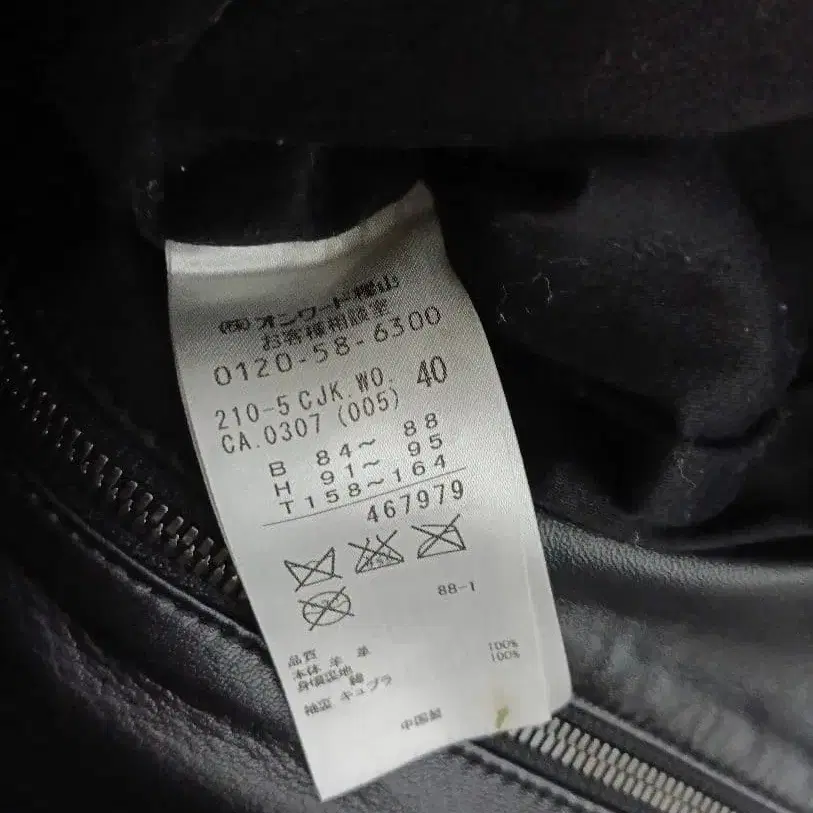 (株)オンワード樫山
お客様相談室
0120-58-6300
210-5 CJK.WO. 40
CA.0307 (005)
B 84~ 88
H 91~ 95
T 158~164
467979
88-1
品質
本体 羊革 100%
身頃裏地 綿 100%
袖裏 キュプラ
中国製